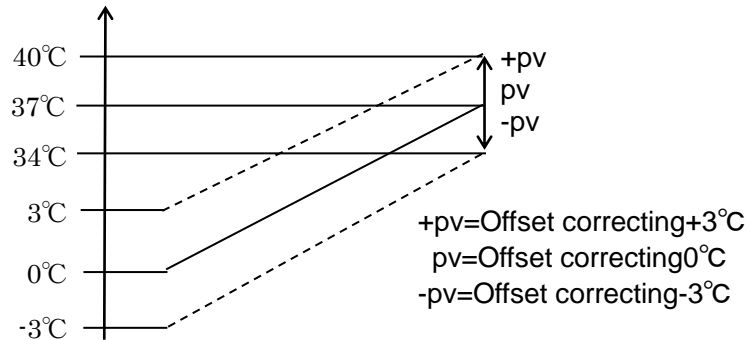 40℃
37℃
34℃
3℃
0℃
-3℃
+pv
pv
-pv
+pv=Offset correcting+3℃
pv=Offset correcting0℃
-pv=Offset correcting-3℃